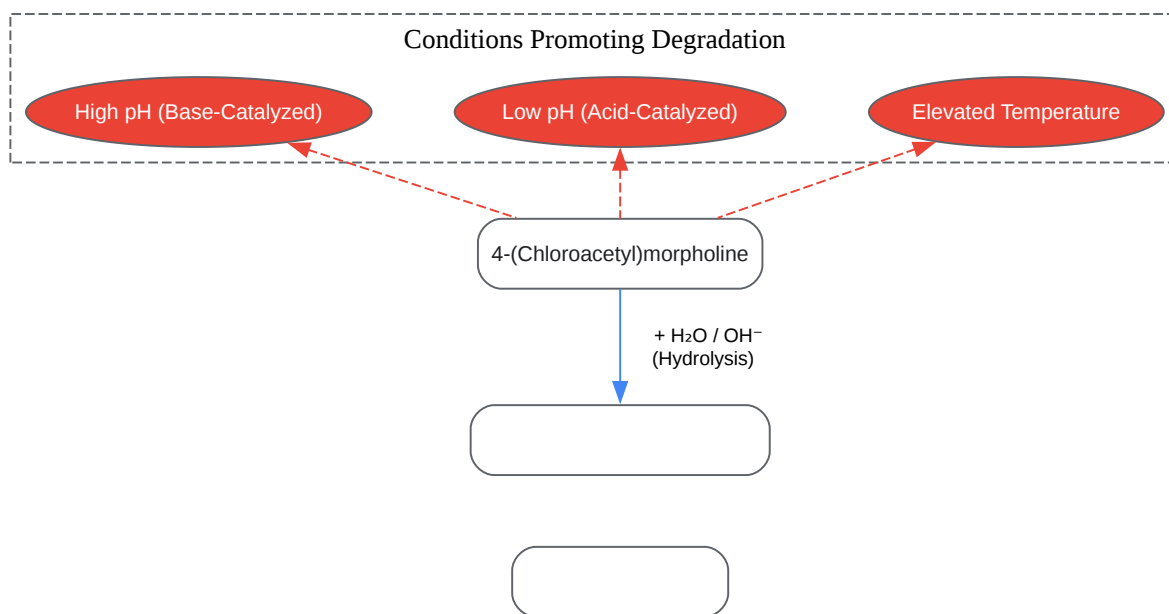 Conditions Promoting Degradation
High pH (Base-Catalyzed)
Low pH (Acid-Catalyzed)
Elevated Temperature
4-(Chloroacetyl)morpholine
+ H₂O / OH⁻
(Hydrolysis)